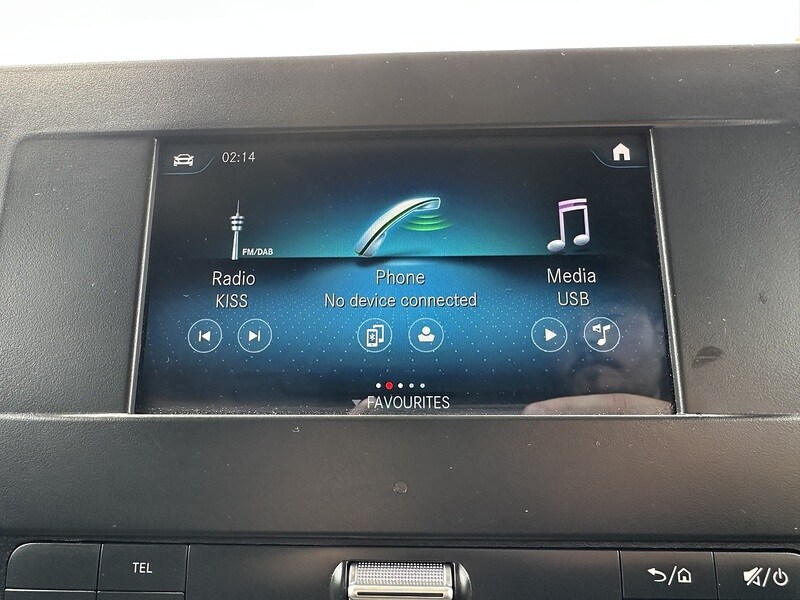 02:14
FM/DAB
Radio
KISS
Phone
No device connected
Media
USB
FAVOURITES
TEL